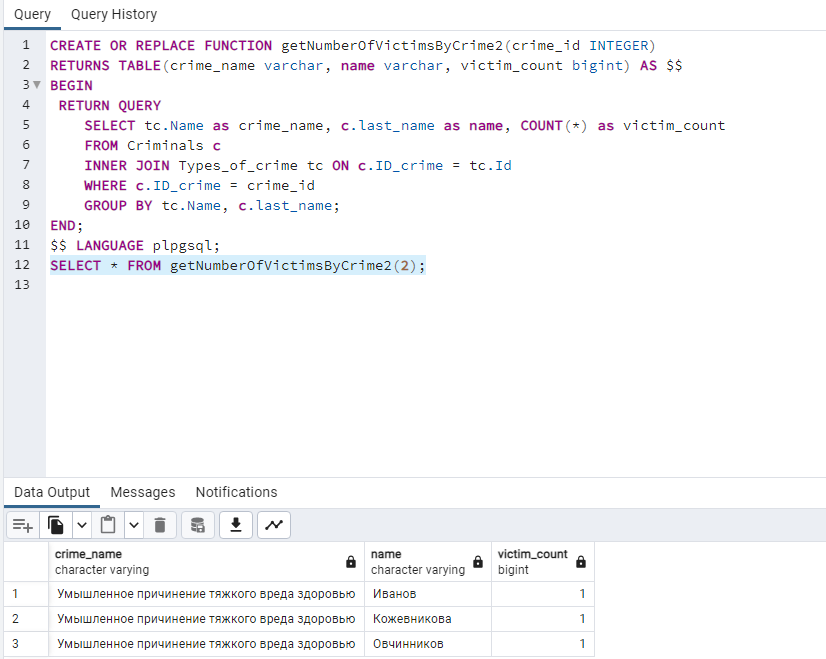 Query Query History
1 CREATE OR REPLACE FUNCTION getNumberOfVictimsByCrime2(crime_id INTEGER)
2 RETURNS TABLE(crime_name varchar, name varchar, victim_count bigint) AS $$
3 BEGIN
4 RETURN QUERY
5 SELECT tc.Name as crime_name, c.last_name as name, COUNT(*) as victim_count
6 FROM Criminals c
7 INNER JOIN Types_of_crime tc ON c.ID_crime = tc.Id
8 WHERE c.ID_crime = crime_id
9 GROUP BY tc.Name, c.last_name;
10 END;
11 $$ LANGUAGE plpgsql;
12 SELECT * FROM getNumberOfVictimsByCrime2(2);
13
Data Output Messages Notifications
crime_name name victim_count
character varying character varying bigint
1 Умышленное причинение тяжкого вреда здоровью Иванов 1
2 Умышленное причинение тяжкого вреда здоровью Кожевникова 1
3 Умышленное причинение тяжкого вреда здоровью Овчинников 1